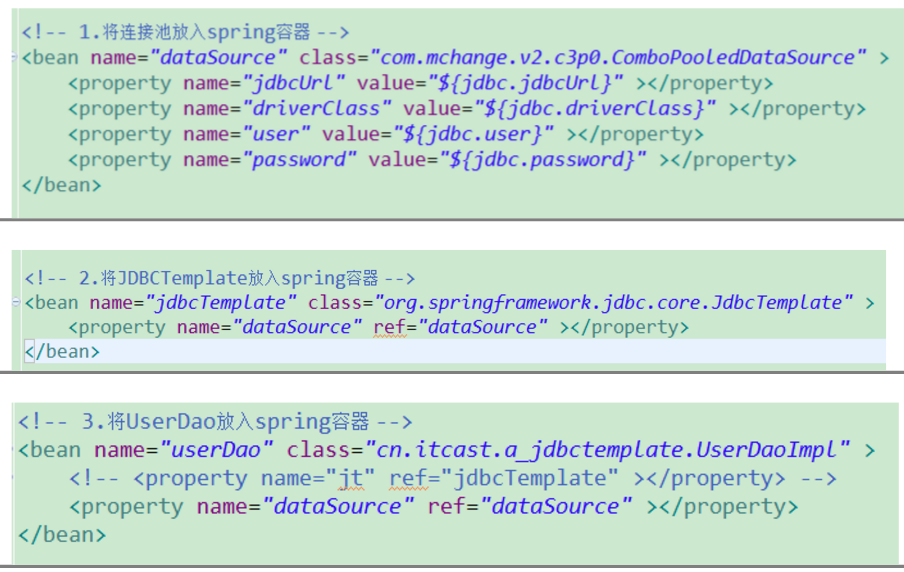 <!-- 1.将连接池放入spring容器 -->
<bean name="dataSource" class="com.mchange.v2.c3p0.ComboPooledDataSource" >
<property name="jdbcUrl" value="${jdbc.jdbcUrl}" ></property>
<property name="driverClass" value="${jdbc.driverClass}" ></property>
<property name="user" value="${jdbc.user}" ></property>
<property name="password" value="${jdbc.password}" ></property>
</bean>
<!-- 2.将JDBCTemplate放入spring容器 -->
<bean name="jdbcTemplate" class="org.springframework.jdbc.core.JdbcTemplate" >
<property name="dataSource" ref="dataSource" ></property>
</bean>
<!-- 3.将UserDao放入spring容器 -->
<bean name="userDao" class="cn.itcast.a_jdbctemplate.UserDaoImpl" >
<!-- <property name="jt" ref="jdbcTemplate" ></property> -->
<property name="dataSource" ref="dataSource" ></property>
</bean>